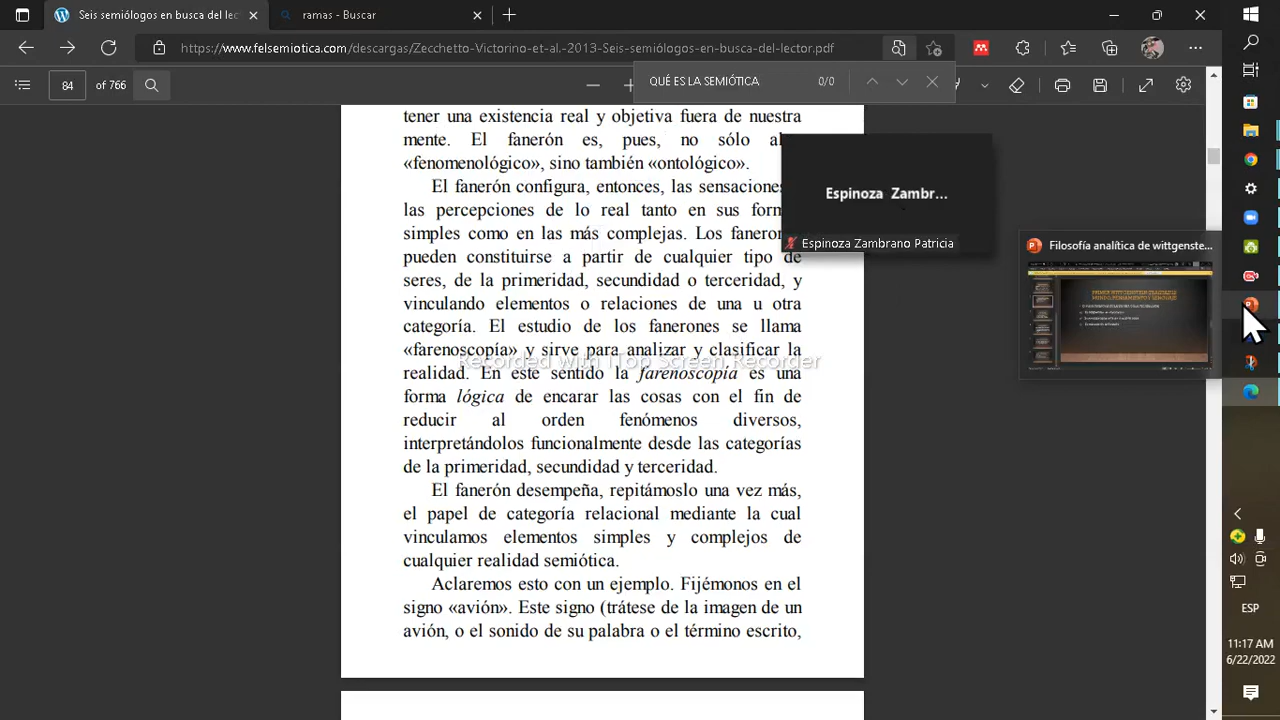 Seis semiólogos en busca del lec
ramas - Buscar
https://www.felsemiotica.com/descargas/Zecchetto-Victorino-et-al.-2013-Seis-semiólogos-en-busca-del-lector.pdf
84 of 766
QUÉ ES LA SEMIÓTICA 0/0
tener una existencia real y objetiva fuera de nuestra
mente. El fanerón es, pues, no sólo al
«fenomenológico», sino también «ontológico».
El fanerón configura, entonces, las sensaciones
las percepciones de lo real tanto en sus form
simples como en las más complejas. Los faneron
pueden constituirse a partir de cualquier tipo de
seres, de la primeridad, secundidad o terceridad, y
vinculando elementos o relaciones de una u otra
categoría. El estudio de los fanerones se llama
«farenoscopía» y sirve para analizar y clasificar la
realidad. En este sentido la farenoscopía es una
forma lógica de encarar las cosas con el fin de
reducir al orden fenómenos diversos,
interpretándolos funcionalmente desde las categorías
de la primeridad, secundidad y terceridad.
El fanerón desempeña, repitámoslo una vez más,
el papel de categoría relacional mediante la cual
vinculamos elementos simples y complejos de
cualquier realidad semiótica.
Aclaremos esto con un ejemplo. Fijémonos en el
signo «avión». Este signo (trátese de la imagen de un
avión, o el sonido de su palabra o el término escrito,
Recorded with iTop Screen Recorder
Espinoza Zambr...
Espinoza Zambrano Patricia
Filosofía analítica de wittgenste...
ESP
11:17 AM
6/22/2022